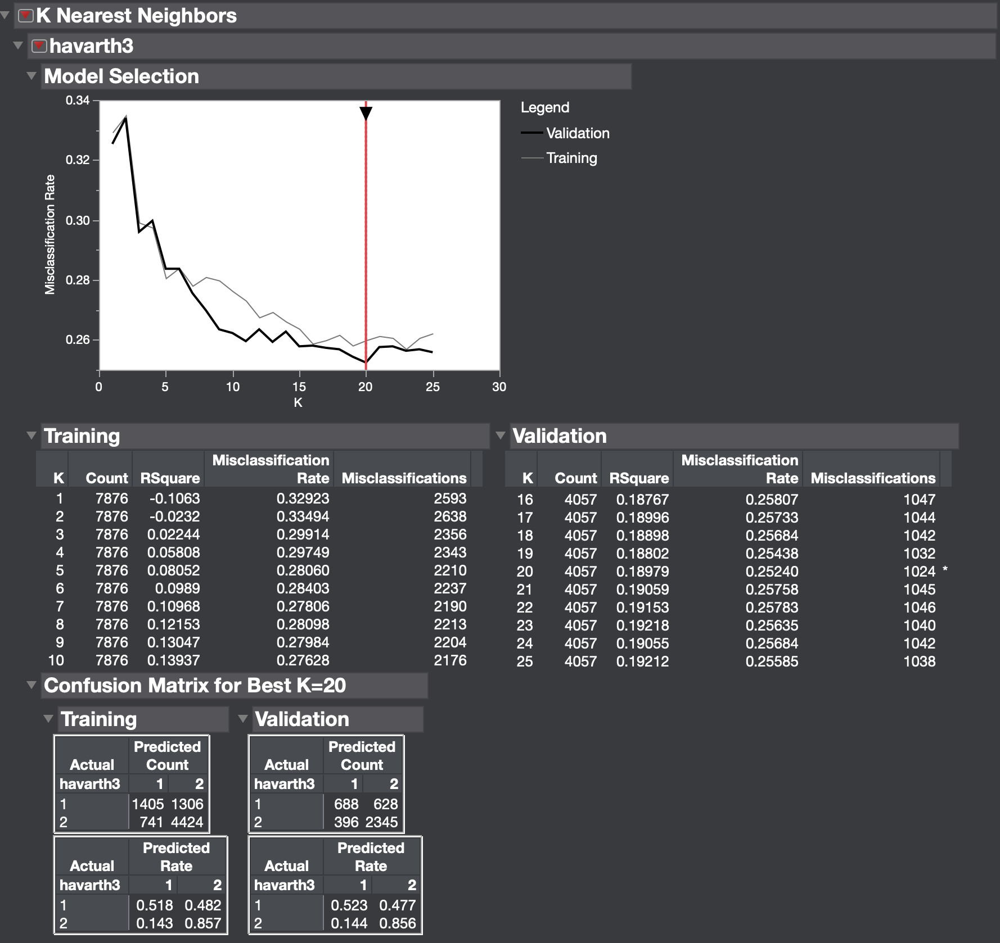 K Nearest Neighbors
havarth3
Model Selection
0.34
0.32
0.30
0.28
0.26
Misclassification Rate
0 5 10 15 20 25 30
K
Legend
Validation
Training
Training
K Count RSquare Misclassification Rate Misclassifications
1 7876 -0.1063 0.32923 2593
2 7876 -0.0232 0.33494 2638
3 7876 0.02244 0.29914 2356
4 7876 0.05808 0.29749 2343
5 7876 0.08052 0.28060 2210
6 7876 0.0989 0.28403 2237
7 7876 0.10968 0.27806 2190
8 7876 0.12153 0.28098 2213
9 7876 0.13047 0.27984 2204
10 7876 0.13937 0.27628 2176
Validation
K Count RSquare Misclassification Rate Misclassifications
16 4057 0.18767 0.25807 1047
17 4057 0.18996 0.25733 1044
18 4057 0.18898 0.25684 1042
19 4057 0.18802 0.25438 1032
20 4057 0.18979 0.25240 1024 *
21 4057 0.19059 0.25758 1045
22 4057 0.19153 0.25783 1046
23 4057 0.19218 0.25635 1040
24 4057 0.19055 0.25684 1042
25 4057 0.19212 0.25585 1038
Confusion Matrix for Best K=20
Training
Predicted
Actual Count
havarth3 1 2
1 1405 1306
2 741 4424
Predicted
Actual Rate
havarth3 1 2
1 0.518 0.482
2 0.143 0.857
Validation
Predicted
Actual Count
havarth3 1 2
1 688 628
2 396 2345
Predicted
Actual Rate
havarth3 1 2
1 0.523 0.477
2 0.144 0.856